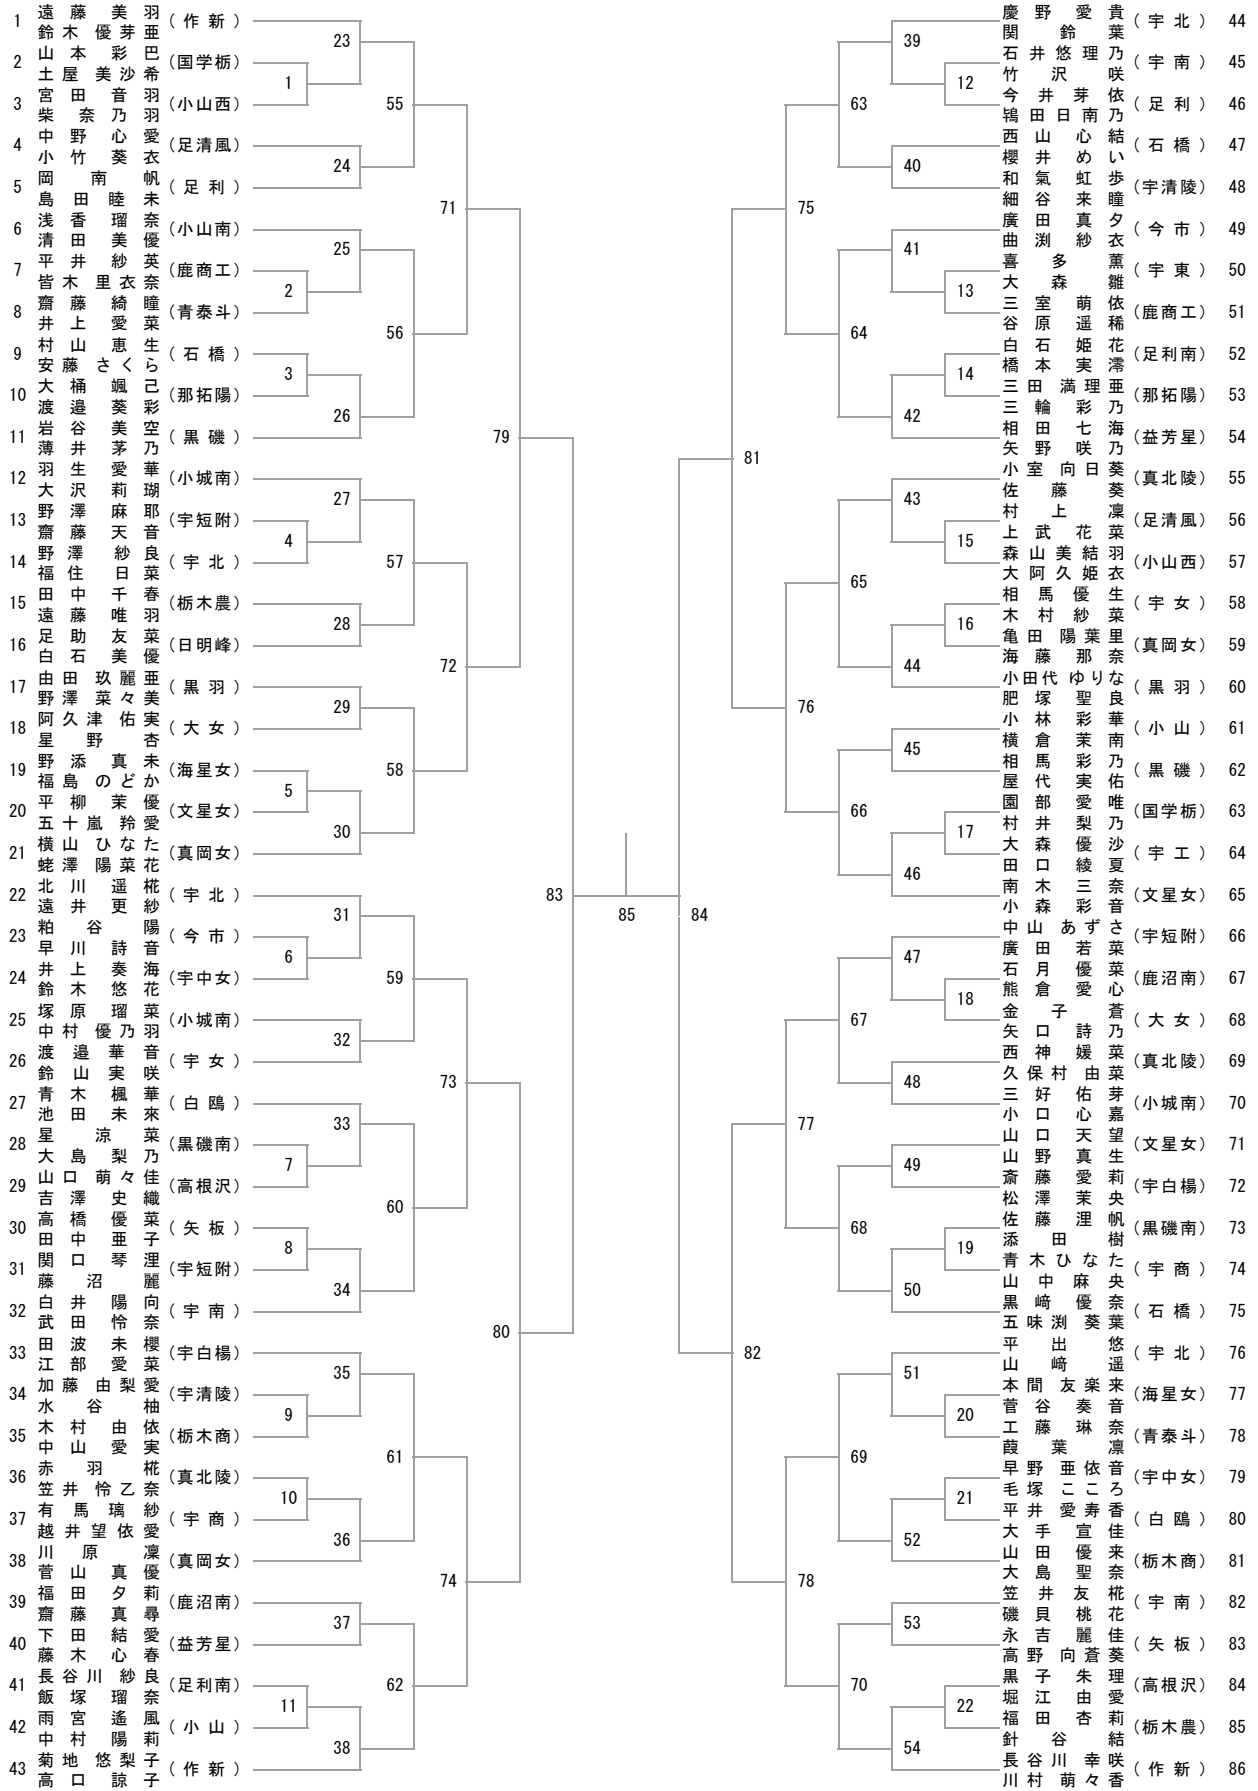 1 遠藤美羽 (作新)
鈴木優芽亜
2 山本彩巴 (国学栃)
土屋美沙希
3 宮田音羽 (小山西)
柴奈乃羽
4 中野心愛 (足清風)
小竹葵衣
5 岡南帆 (足利)
島田睦未
6 浅香瑠奈 (小山南)
清田美優
7 平井紗英 (鹿商工)
皆木里衣奈
8 齋藤綺瞳 (青泰斗)
井上愛菜
9 村山恵生 (石橋)
安藤さくら
10 大桶颯己 (那拓陽)
渡邉葵彩
11 岩谷美空 (黒磯)
薄井茅乃
12 羽生愛華 (小城南)
大沢莉瑚
13 野澤麻耶 (宇短附)
齋藤天音
14 野澤紗良 (宇北)
福住日菜
15 田中千春 (栃木農)
遠藤唯羽
16 足助友菜 (日明峰)
白石美優
17 由田玖麗亜 (黒羽)
野澤菜々美
18 阿久津佑実 (大女)
星野杏
19 野添真未 (海星女)
福島のどか
20 平柳茉優 (文星女)
五十嵐羚愛
21 横山ひなた (真岡女)
蛯澤陽菜花
22 北川遥椛 (宇北)
遠井更紗
23 粕谷陽 (今市)
早川詩音
24 井上奏海 (宇中女)
鈴木悠花
25 塚原瑠菜 (小城南)
中村優乃羽
26 渡邉華音 (宇女)
鈴山実咲
27 青木楓華 (白鴎)
池田未來
28 星涼菜 (黒磯南)
大島梨乃
29 山口萌々佳 (高根沢)
吉澤史織
30 高橋優菜 (矢板)
田中亜子
31 関口琴浬 (宇短附)
藤沼麗
32 白井陽向 (宇南)
武田怜奈
33 田波未櫻 (宇白楊)
江部愛菜
34 加藤由梨愛 (宇清陵)
水谷柚
35 木村由依 (栃木商)
中山愛実
36 赤羽椛 (真北陵)
笠井怜乙奈
37 有馬璃紗 (宇商)
越井望依愛
38 川原凜 (真岡女)
菅山真優
39 福田夕莉 (鹿沼南)
齋藤真尋
40 下田結愛 (益芳星)
藤木心春
41 長谷川紗良 (足利南)
飯塚瑠奈
42 雨宮遙風 (小山)
中村陽莉
43 菊地悠梨子 (作新)
高口諒子
23
1
55
24
71
25
2
56
3
26
79
27
4
57
28
72
29
58
5
30
83
31
6
59
32
73
33
7
60
8
34
80
35
9
61
10
36
74
37
62
11
38
85
84
39
12
63
40
75
41
13
64
14
42
81
43
15
65
16
44
76
45
66
17
46
47
18
67
48
77
49
68
19
50
82
51
20
69
21
52
78
53
70
22
54
慶野愛貴 (宇北) 44
関鈴葉
石井悠理乃 (宇南) 45
竹沢咲
今井芽依 (足利) 46
鴇田日南乃
西山心結 (石橋) 47
櫻井めい
和氣虹歩 (宇清陵) 48
細谷来瞳
廣田真夕 (今市) 49
曲渕紗衣
喜多薫 (宇東) 50
大森雛
三室萌依 (鹿商工) 51
谷原遥稀
白石姫花 (足利南) 52
橋本実澪
三田満理亜 (那拓陽) 53
三輪彩乃
相田七海 (益芳星) 54
矢野咲乃
小室向日葵 (真北陵) 55
佐藤葵
村上凜 (足清風) 56
上武花菜
森山美結羽 (小山西) 57
大阿久姫衣
相馬優生 (宇女) 58
木村紗菜
亀田陽葉里 (真岡女) 59
海藤那奈
小田代ゆりな (黒羽) 60
肥塚聖良
小林彩華 (小山) 61
横倉茉南
相馬彩乃 (黒磯) 62
屋代実佑
園部愛唯 (国学栃) 63
村井梨乃
大森優沙 (宇工) 64
田口綾夏
南木三奈 (文星女) 65
小森彩音
中山あずさ (宇短附) 66
廣田若菜
石月優菜 (鹿沼南) 67
熊倉愛心
金子蒼 (大女) 68
矢口詩乃
西神媛菜 (真北陵) 69
久保村由菜
三好佑芽 (小城南) 70
小口心嘉
山口天望 (文星女) 71
山野真生
斎藤愛莉 (宇白楊) 72
松澤茉央
佐藤浬帆 (黒磯南) 73
添田樹
青木ひなた (宇商) 74
山中麻央
黒﨑優奈 (石橋) 75
五味渕葵葉
平出悠 (宇北) 76
山﨑遥
本間友楽来 (海星女) 77
菅谷奏音
工藤琳奈 (青泰斗) 78
葭葉凛
早野亜依音 (宇中女) 79
毛塚こころ
平井愛寿香 (白鴎) 80
大手宣佳
山田優来 (栃木商) 81
大島聖奈
笠井友椛 (宇南) 82
磯貝桃花
永吉麗佳 (矢板) 83
高野向蒼葵
黒子朱理 (高根沢) 84
堀江由愛
福田杏莉 (栃木農) 85
針谷結
長谷川幸咲 (作新) 86
川村萌々香